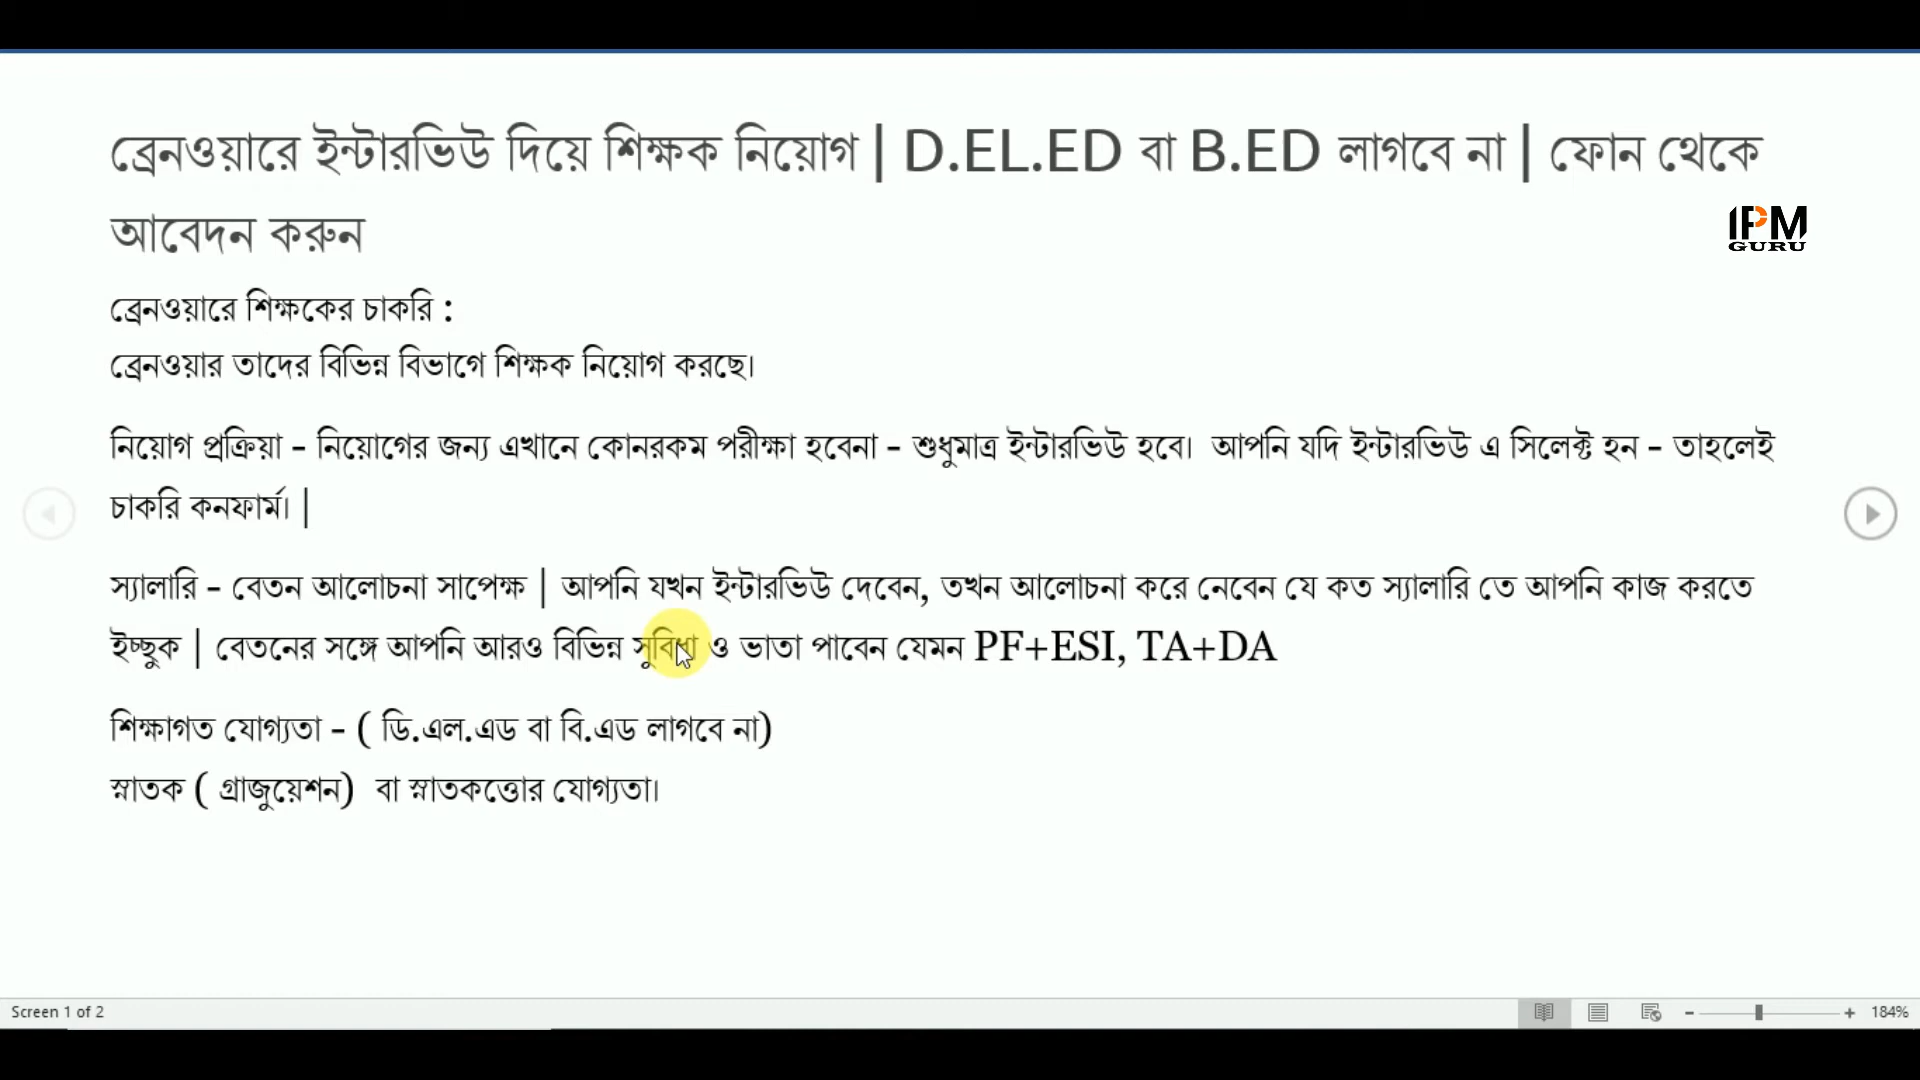 ব্রেনওয়ারে ইন্টারভিউ দিয়ে শিক্ষক নিয়োগ | D.EL.ED বা B.ED লাগবে না | ফোন থেকে
আবেদন করুন
IPM
GURU
ব্রেনওয়ারে শিক্ষকের চাকরি :
ব্রেনওয়ার তাদের বিভিন্ন বিভাগে শিক্ষক নিয়োগ করছে।
নিয়োগ প্রক্রিয়া – নিয়োগের জন্য এখানে কোনরকম পরীক্ষা হবেনা – শুধুমাত্র ইন্টারভিউ হবে। আপনি যদি ইন্টারভিউ এ সিলেক্ট হন – তাহলেই
চাকরি কনফার্ম। |
স্যালারি – বেতন আলোচনা সাপেক্ষ | আপনি যখন ইন্টারভিউ দেবেন, তখন আলোচনা করে নেবেন যে কত স্যালারি তে আপনি কাজ করতে
ইচ্ছুক | বেতনের সঙ্গে আপনি আরও বিভিন্ন সুবিধা ও ভাতা পাবেন যেমন PF+ESI, TA+DA
শিক্ষাগত যোগ্যতা – ( ডি.এল.এড বা বি.এড লাগবে না)
স্নাতক ( গ্রাজুয়েশন) বা স্নাতকত্তোর যোগ্যতা।
Screen 1 of 2
184%